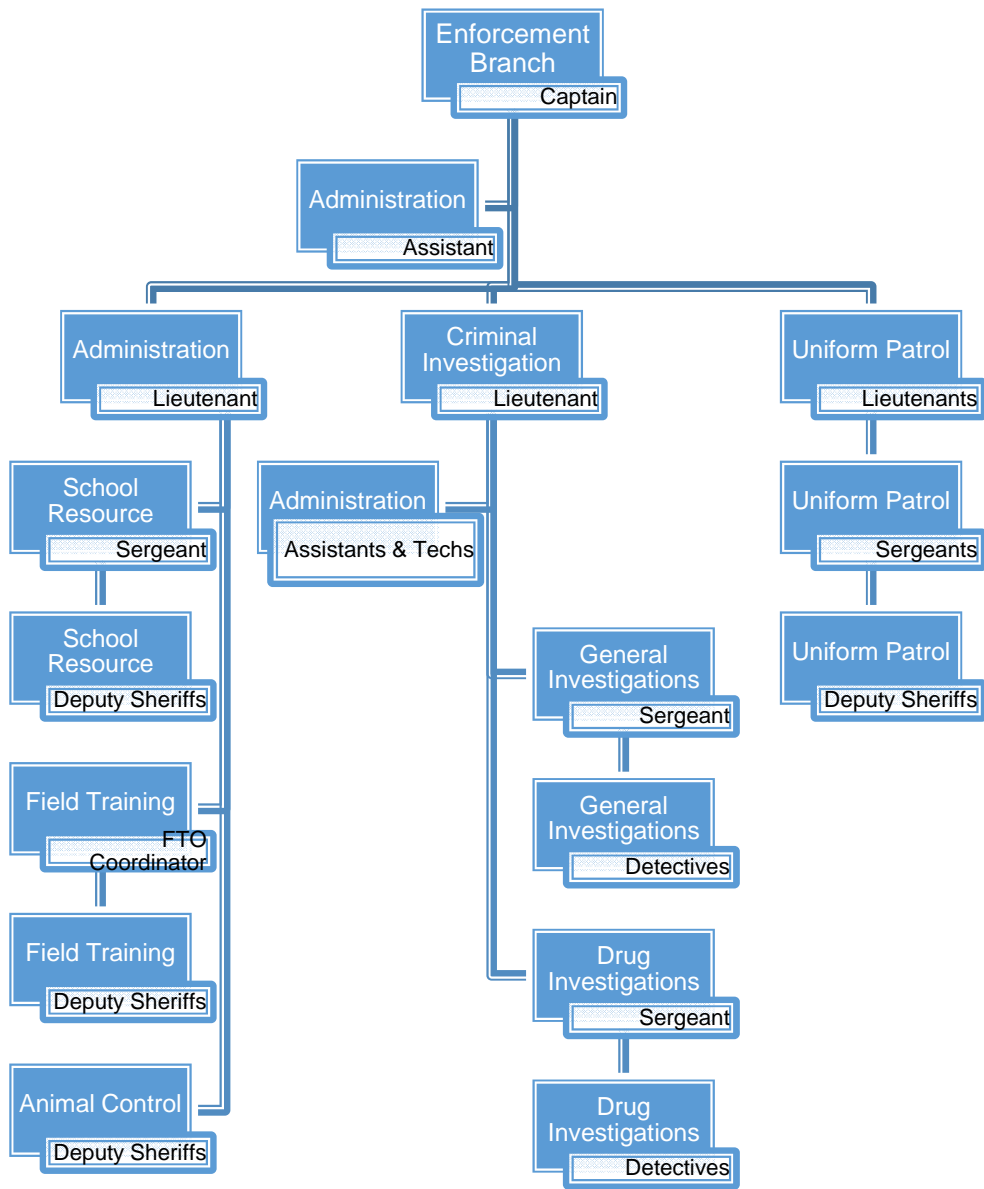 Enforcement
Branch
Captain
Administration
Assistant
Administration
Lieutenant
Criminal
Investigation
Lieutenant
Uniform Patrol
Lieutenants
School
Resource
Sergeant
Administration
Assistants & Techs
Uniform Patrol
Sergeants
School
Resource
Deputy Sheriffs
General
Investigations
Sergeant
Uniform Patrol
Deputy Sheriffs
Field Training
FTO
Coordinator
General
Investigations
Detectives
Field Training
Deputy Sheriffs
Drug
Investigations
Sergeant
Animal Control
Deputy Sheriffs
Drug
Investigations
Detectives